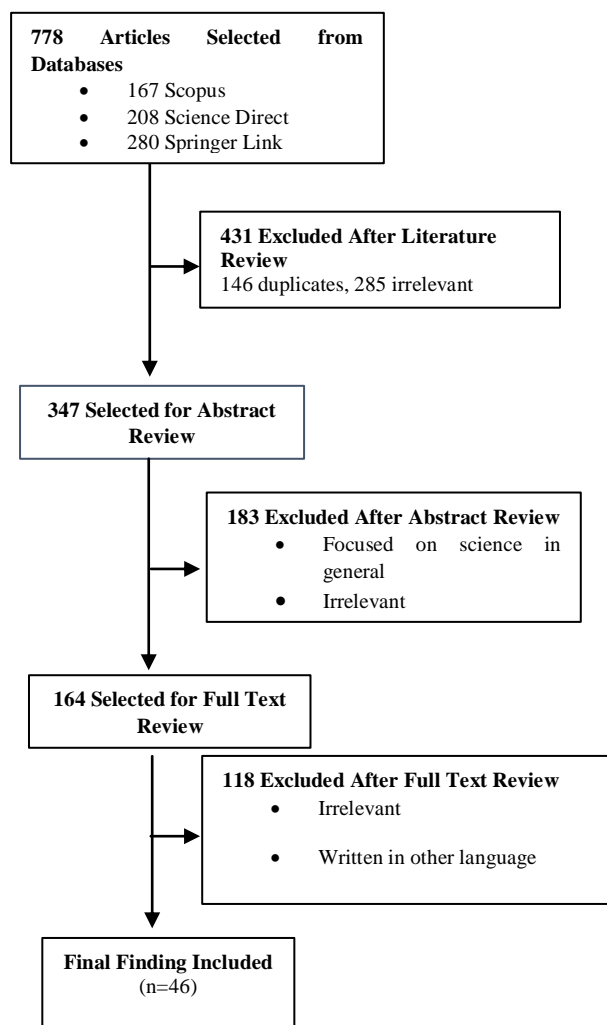 778 Articles Selected from
Databases
• 167 Scopus
• 208 Science Direct
• 280 Springer Link
431 Excluded After Literature
Review
146 duplicates, 285 irrelevant
347 Selected for Abstract
Review
183 Excluded After Abstract Review
• Focused on science in
general
• Irrelevant
164 Selected for Full Text
Review
118 Excluded After Full Text Review
• Irrelevant
• Written in other language
Final Finding Included
(n=46)